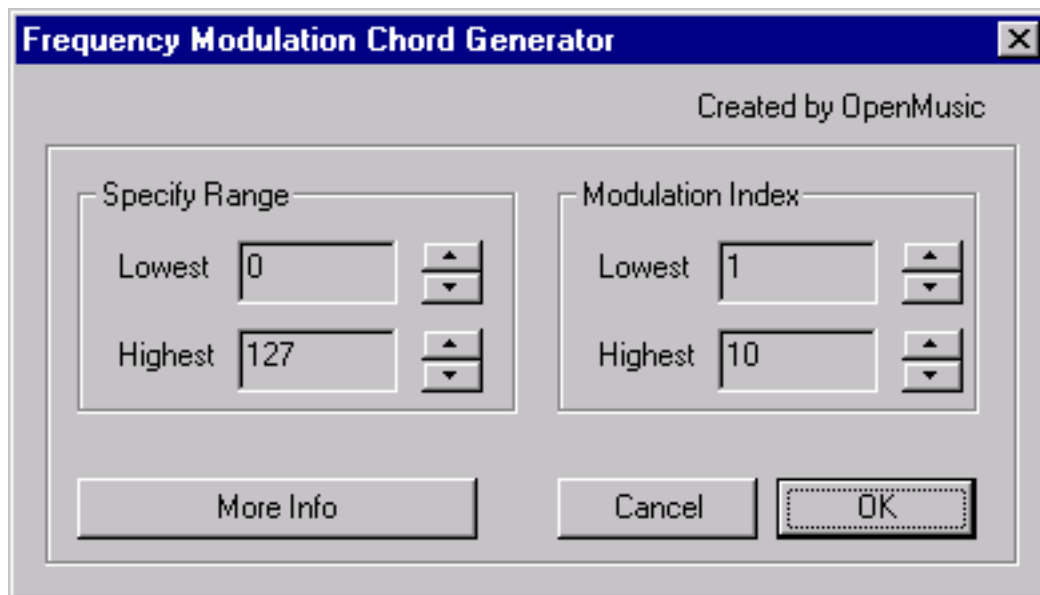 Frequency Modulation Chord Generator
Created by OpenMusic
Specify Range
Lowest 0
Highest 127
Modulation Index
Lowest 1
Highest 10
More Info
Cancel
OK